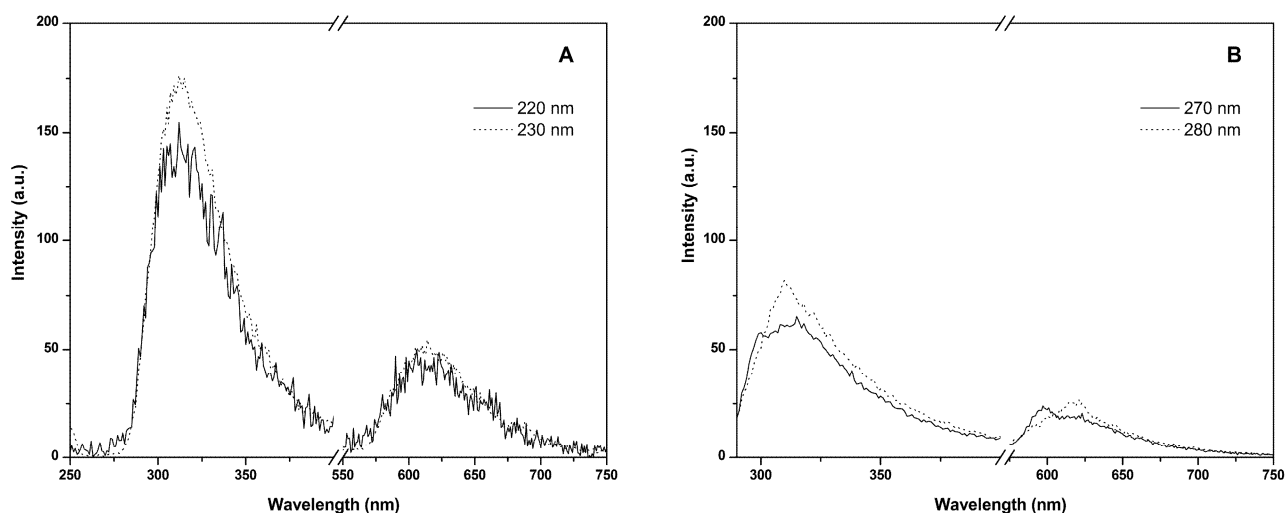 A
220 nm
230 nm
Intensity (a.u.)
200
150
100
50
0
250 300 350 550 600 650 700 750
Wavelength (nm)
B
270 nm
280 nm
Intensity (a.u.)
200
150
100
50
0
300 350 600 650 700 750
Wavelength (nm)